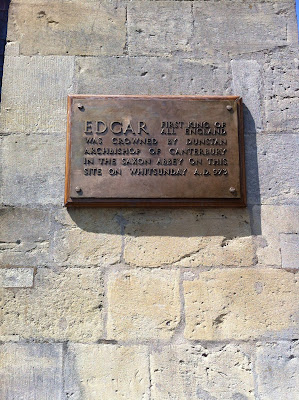 EDGAR FIRST KING OF
ALL ENGLAND
WAS CROWNED BY DUNSTAN
ARCHBISHOP OF CANTERBURY
IN THE SAXON ABBEY ON THIS
SITE ON WHITSUNDAY A.D. 973